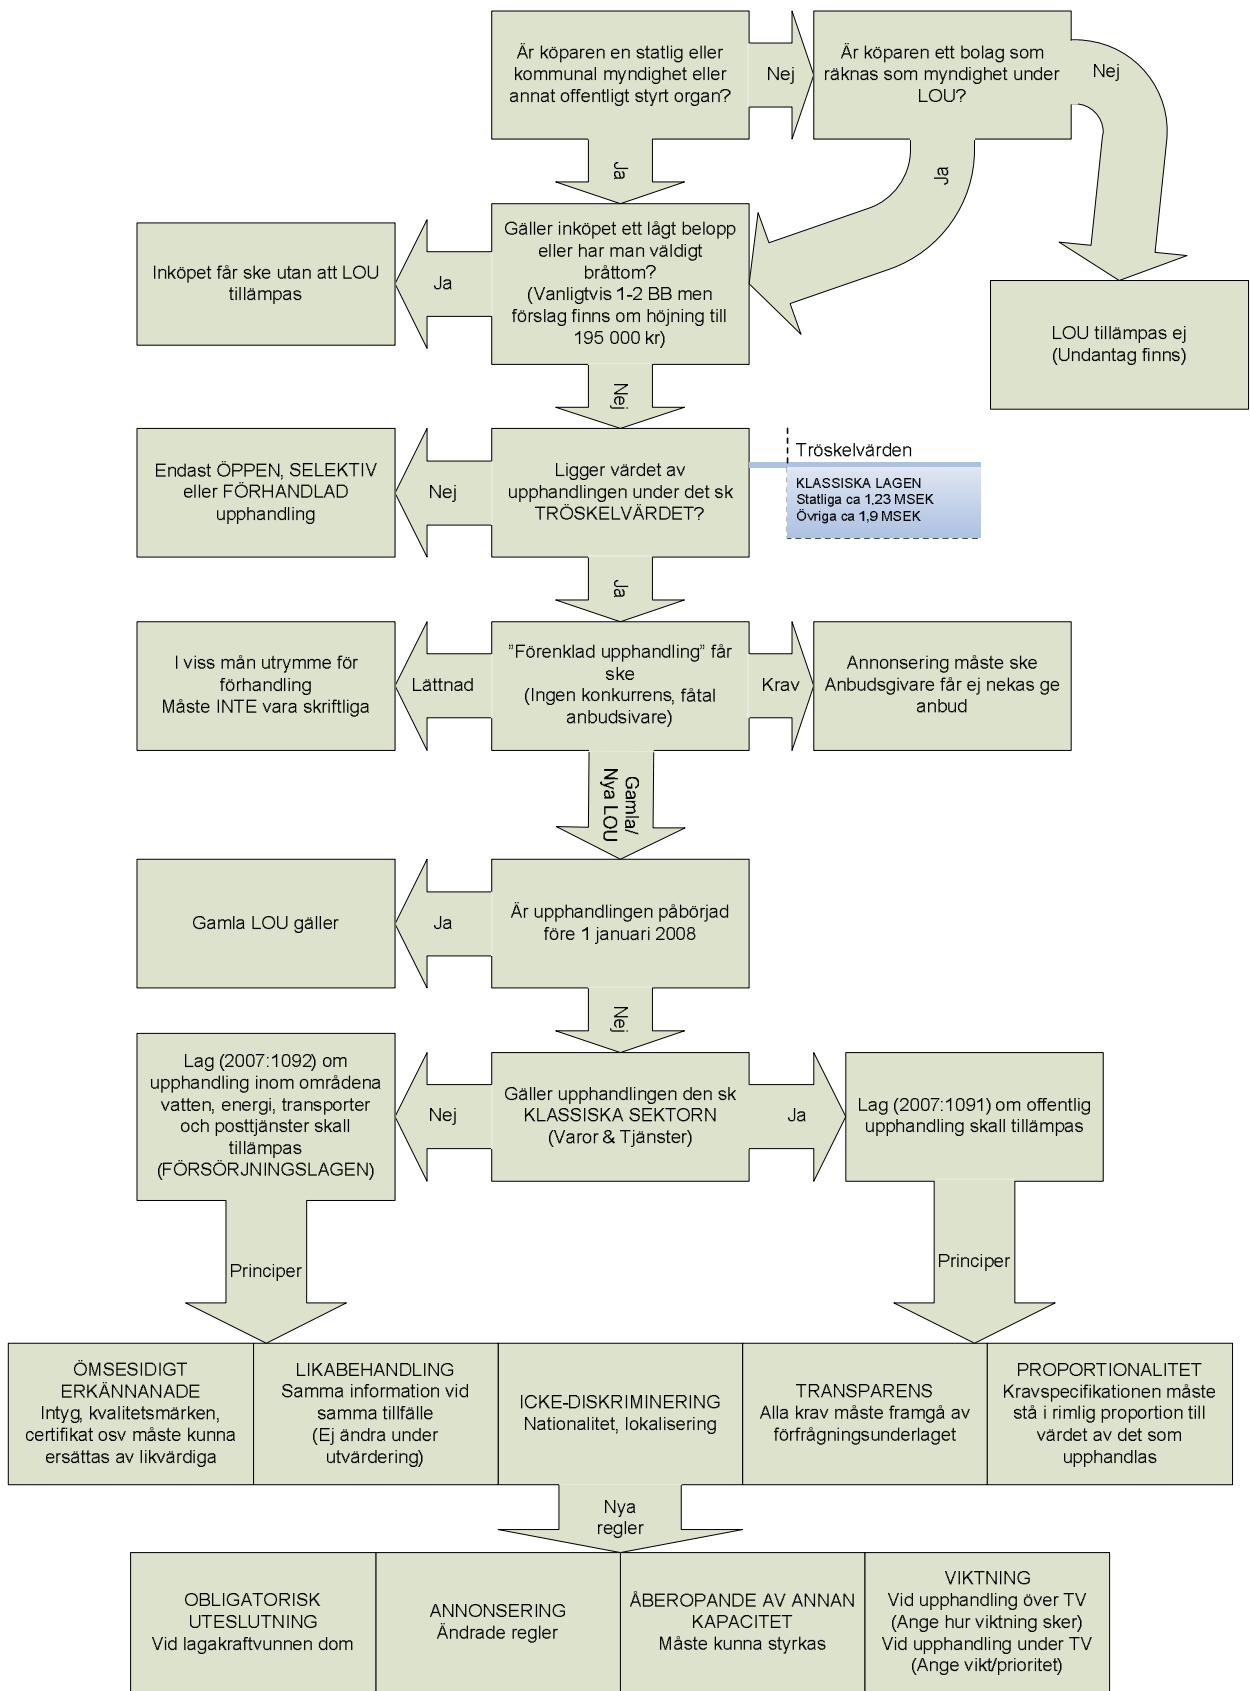 Är köparen en statlig eller
kommunal myndighet eller
annat offentligt styrt organ?
Nej
Är köparen ett bolag som
räknas som myndighet under
LOU?
Nej
Ja
Ja
Inköpet får ske utan att LOU
tillämpas
Ja
Gäller inköpet ett lågt belopp
eller har man väldigt
bråttom?
(Vanligtvis 1-2 BB men
förslag finns om höjning till
195 000 kr)
LOU tillämpas ej
(Undantag finns)
Nej
Endast ÖPPEN, SELEKTIV
eller FÖRHANDLAD
upphandling
Nej
Ligger värdet av
upphandlingen under det sk
TRÖSKELVÄRDET?
Tröskelvärden
KLASSISKA LAGEN
Statliga ca 1,23 MSEK
Övriga ca 1,9 MSEK
Ja
I viss mån utrymme för
förhandling
Måste INTE vara skriftliga
Lättnad
”Förenklad upphandling” får
ske
(Ingen konkurrens, fåtal
anbudsivare)
Krav
Annonsering måste ske
Anbudsgivare får ej nekas ge
anbud
Gamla/
Nya LOU
Gamla LOU gäller
Ja
Är upphandlingen påbörjad
före 1 januari 2008
Nej
Lag (2007:1092) om
upphandling inom områdena
vatten, energi, transporter
och posttjänster skall
tillämpas
(FÖRSÖRJNINGSLAGEN)
Nej
Gäller upphandlingen den sk
KLASSISKA SEKTORN
(Varor & Tjänster)
Ja
Lag (2007:1091) om offentlig
upphandling skall tillämpas
Principer
Principer
ÖMSESIDIGT
ERKÄNNANADE
Intyg, kvalitetsmärken,
certifikat osv måste kunna
ersättas av likvärdiga
LIKABEHANDLING
Samma information vid
samma tillfälle
(Ej ändra under
utvärdering)
ICKE-DISKRIMINERING
Nationalitet, lokalisering
TRANSPARENS
Alla krav måste framgå av
förfrågningsunderlaget
PROPORTIONALITET
Kravspecifikationen måste
stå i rimlig proportion till
värdet av det som
upphandlas
Nya
regler
OBLIGATORISK
UTESLUTNING
Vid lagakraftvunnen dom
ANNONSERING
Ändrade regler
ÅBEROPANDE AV ANNAN
KAPACITET
Måste kunna styrkas
VIKTNING
Vid upphandling över TV
(Ange hur viktning sker)
Vid upphandling under TV
(Ange vikt/prioritet)